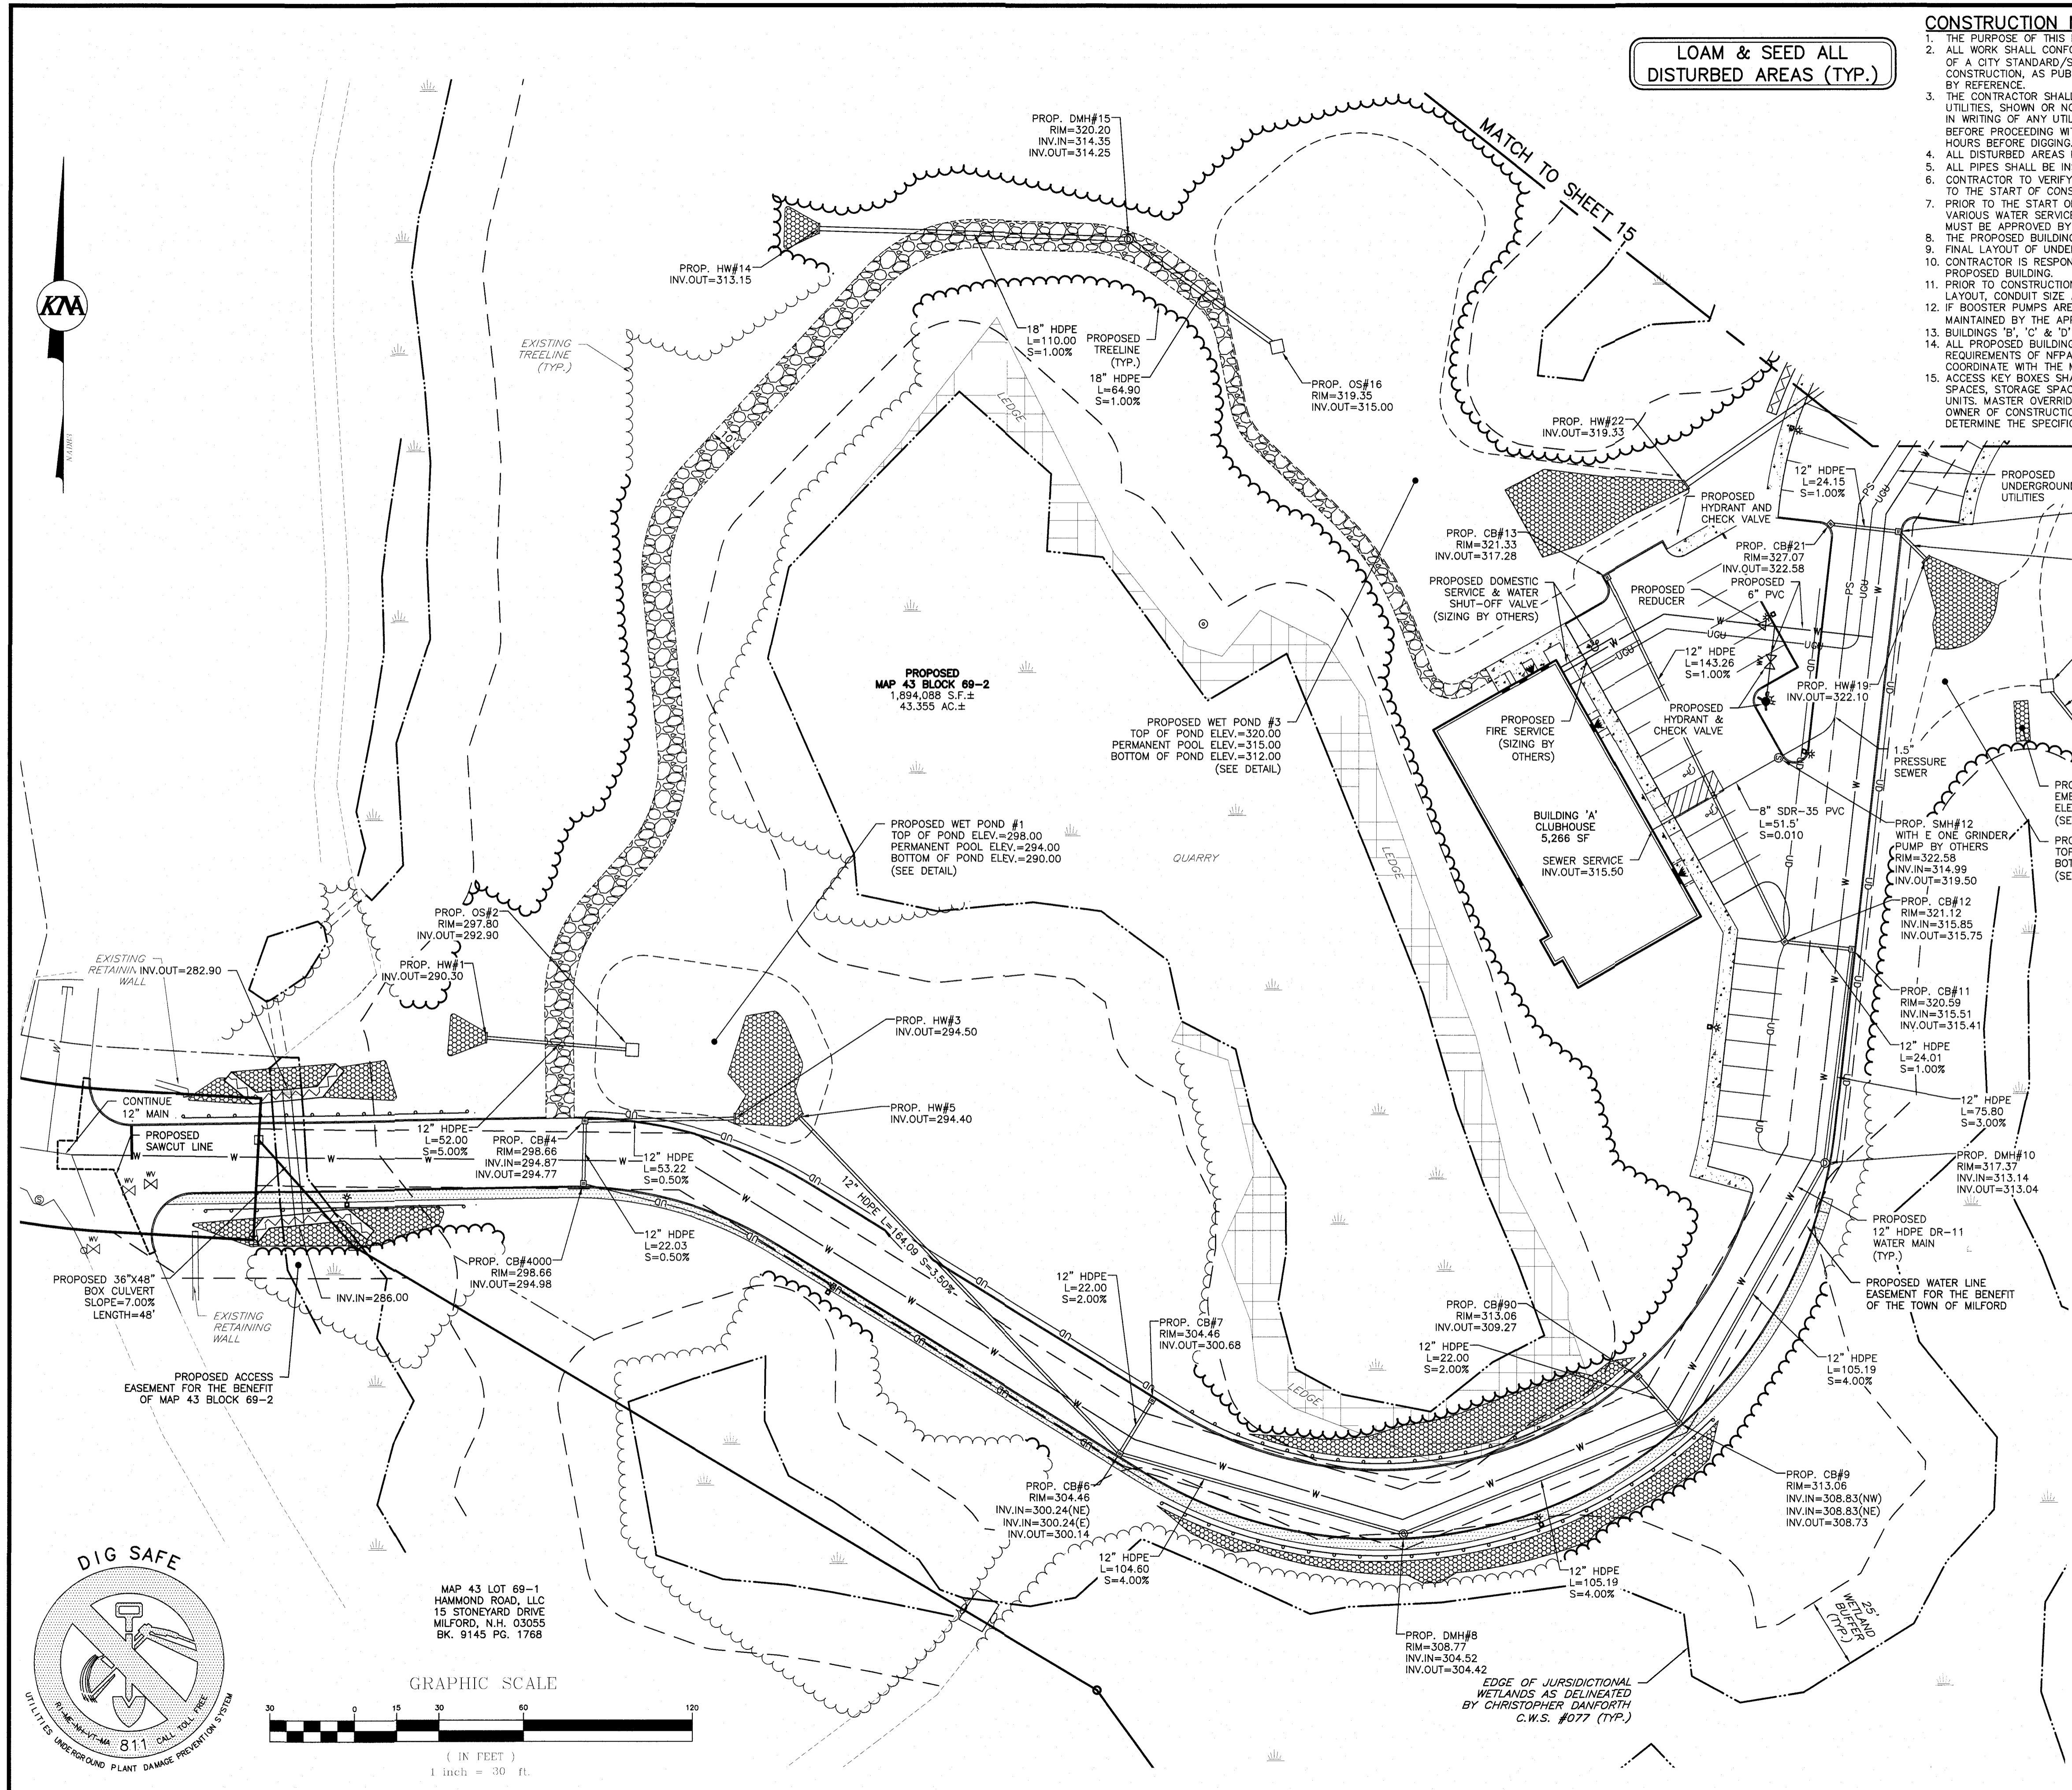 LOAM & SEED ALL
DISTURBED AREAS (TYP.)
CONSTRUCTION
1. THE PURPOSE OF THIS
2. ALL WORK SHALL
OF A CITY
CONSTRUCTION, AS
BY REFERENCE.
3. THE CONTRACTOR
UTILITIES, SHOWN OR
IN WRITING OF ANY
BEFORE PROCEEDING
HOURS BEFORE DIGGING.
4. ALL DISTURBED AREAS
5. ALL PIPES SHALL BE
6. CONTRACTOR TO VERIFY
TO THE START OF
7. PRIOR TO THE START
VARIOUS WATER
MUST BE APPROVED BY
8. THE PROPOSED
9. FINAL LAYOUT OF
10. CONTRACTOR IS
PROPOSED BUILDING.
11. PRIOR TO
LAYOUT, CONDUIT SIZE
12. IF BOOSTER PUMPS ARE
MAINTAINED BY THE
13. BUILDINGS 'B', 'C' & 'D'
14. ALL PROPOSED
REQUIREMENTS OF
COORDINATE WITH THE
15. ACCESS KEY BOXES
SPACES, STORAGE
UNITS. MASTER
OWNER OF
DETERMINE THE
MATCH TO SHEET 15
PROP. DMH#15
RIM=320.20
INV.IN=314.35
INV.OUT=314.25
PROP. HW#14
INV.OUT=313.15
KNA
EXISTING
TREELINE
(TYP.)
18" HDPE
L=110.00
S=1.00%
PROPOSED
TREELINE
(TYP.)
18" HDPE
L=64.90
S=1.00%
PROP. OS#16
RIM=319.35
INV.OUT=315.00
LEDGE
10'
PROP. HW#22
INV.OUT=319.33
12" HDPE
L=24.15
S=1.00%
PS
UGU
PROPOSED
UNDERGROUND
UTILITIES
PROPOSED
HYDRANT AND
CHECK VALVE
PROP. CB#13
RIM=321.33
INV.OUT=317.28
PROP. CB#21
RIM=327.07
INV.OUT=322.58
PROPOSED DOMESTIC
SERVICE & WATER
SHUT-OFF VALVE
(SIZING BY OTHERS)
PROPOSED
REDUCER
PROPOSED
6" PVC
PS
UGU
W
W
UGU
W
UGU
12" HDPE
L=143.26
S=1.00%
WV
UD
UD
PROP. HW#19
INV.OUT=322.10
PROPOSED
HYDRANT &
CHECK VALVE
PROPOSED
FIRE SERVICE
(SIZING BY
OTHERS)
PROPOSED
MAP 43 BLOCK 69-2
1,894,088 S.F.±
43.355 AC.±
PROPOSED WET POND #3
TOP OF POND ELEV.=320.00
PERMANENT POOL ELEV.=315.00
BOTTOM OF POND ELEV.=312.00
(SEE DETAIL)
1.5"
PRESSURE
SEWER
PROPOSED WET POND #1
TOP OF POND ELEV.=298.00
PERMANENT POOL ELEV.=294.00
BOTTOM OF POND ELEV.=290.00
(SEE DETAIL)
QUARRY
LEDGE
BUILDING 'A'
CLUBHOUSE
5,266 SF
SEWER SERVICE
INV.OUT=315.50
8" SDR-35 PVC
L=51.5'
S=0.010
PROP. SMH#12
WITH E ONE GRINDER
PUMP BY OTHERS
RIM=322.58
INV.IN=314.99
INV.OUT=319.50
PROP. CB#12
RIM=321.12
INV.IN=315.85
INV.OUT=315.75
PROP. OS#2
RIM=297.80
INV.OUT=292.90
PROP. HW#1
INV.OUT=290.30
EXISTING
RETAININ
WALL
INV.OUT=282.90
PROP. HW#3
INV.OUT=294.50
PROP. CB#11
RIM=320.59
INV.IN=315.51
INV.OUT=315.41
12" HDPE
L=24.01
S=1.00%
12" HDPE
L=75.80
S=3.00%
PROP. HW#5
INV.OUT=294.40
CONTINUE
12" MAIN
PROPOSED
SAWCUT LINE
12" HDPE
L=52.00
S=5.00%
PROP. CB#4
RIM=298.66
INV.IN=294.87
INV.OUT=294.77
12" HDPE
L=53.22
S=0.50%
PROP. DMH#10
RIM=317.37
INV.IN=313.14
INV.OUT=313.04
12" HDPE L=164.09 S=3.50%
12" HDPE
L=22.03
S=0.50%
PROPOSED
12" HDPE DR-11
WATER MAIN
(TYP.)
PROP. CB#4000
RIM=298.66
INV.OUT=294.98
PROPOSED 36"X48"
BOX CULVERT
SLOPE=7.00%
LENGTH=48'
INV.IN=286.00
EXISTING
RETAINING
WALL
PROPOSED WATER LINE
EASEMENT FOR THE BENEFIT
OF THE TOWN OF MILFORD
12" HDPE
L=22.00
S=2.00%
PROP. CB#7
RIM=304.46
INV.OUT=300.68
PROP. CB#90
RIM=313.06
INV.OUT=309.27
12" HDPE
L=22.00
S=2.00%
12" HDPE
L=105.19
S=4.00%
PROPOSED ACCESS
EASEMENT FOR THE BENEFIT
OF MAP 43 BLOCK 69-2
LEDGE
PROP. CB#6
RIM=304.46
INV.IN=300.24(NE)
INV.IN=300.24(E)
INV.OUT=300.14
PROP. CB#9
RIM=313.06
INV.IN=308.83(NW)
INV.IN=308.83(NE)
INV.OUT=308.73
12" HDPE
L=104.60
S=4.00%
12" HDPE
L=105.19
S=4.00%
25'
WETLAND
BUFFER
(TYP.)
PROP. DMH#8
RIM=308.77
INV.IN=304.52
INV.OUT=304.42
EDGE OF JURSIDICTIONAL
WETLANDS AS DELINEATED
BY CHRISTOPHER DANFORTH
C.W.S. #077 (TYP.)
MAP 43 LOT 69-1
HAMMOND ROAD, LLC
15 STONEYARD DRIVE
MILFORD, N.H. 03055
BK. 9145 PG. 1768
DIG SAFE
RI-ME-NH-VT-MA 811 CALL TOLL FREE
UTILITIES UNDERGROUND PLANT DAMAGE PREVENTION SYSTEM
GRAPHIC SCALE
30 0 15 30 60 120
( IN FEET )
1 inch = 30 ft.